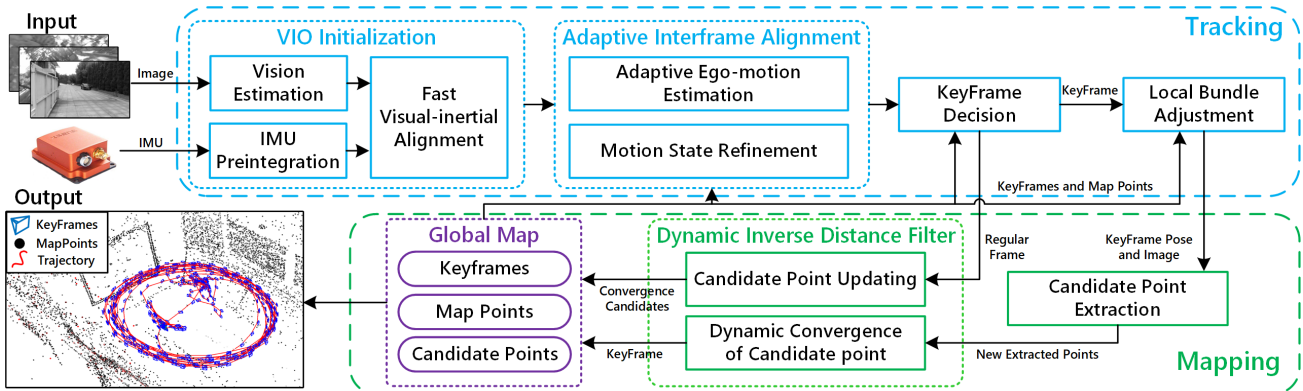 Input
Image
IMU
VIO Initialization
Vision
Estimation
IMU
Preintegration
Fast
Visual-inertial
Alignment
Adaptive Interframe Alignment
Adaptive Ego-motion
Estimation
Motion State Refinement
Tracking
KeyFrame
Decision
KeyFrame
Local Bundle
Adjustment
KeyFrames and Map Points
Output
KeyFrames
MapPoints
Trajectory
Global Map
Keyframes
Map Points
Candidate Points
Convergence
Candidates
KeyFrame
Dynamic Inverse Distance Filter
Candidate Point Updating
Dynamic Convergence
of Candidate point
Regular
Frame
New Extracted Points
KeyFrame Pose
and Image
Candidate Point
Extraction
Mapping